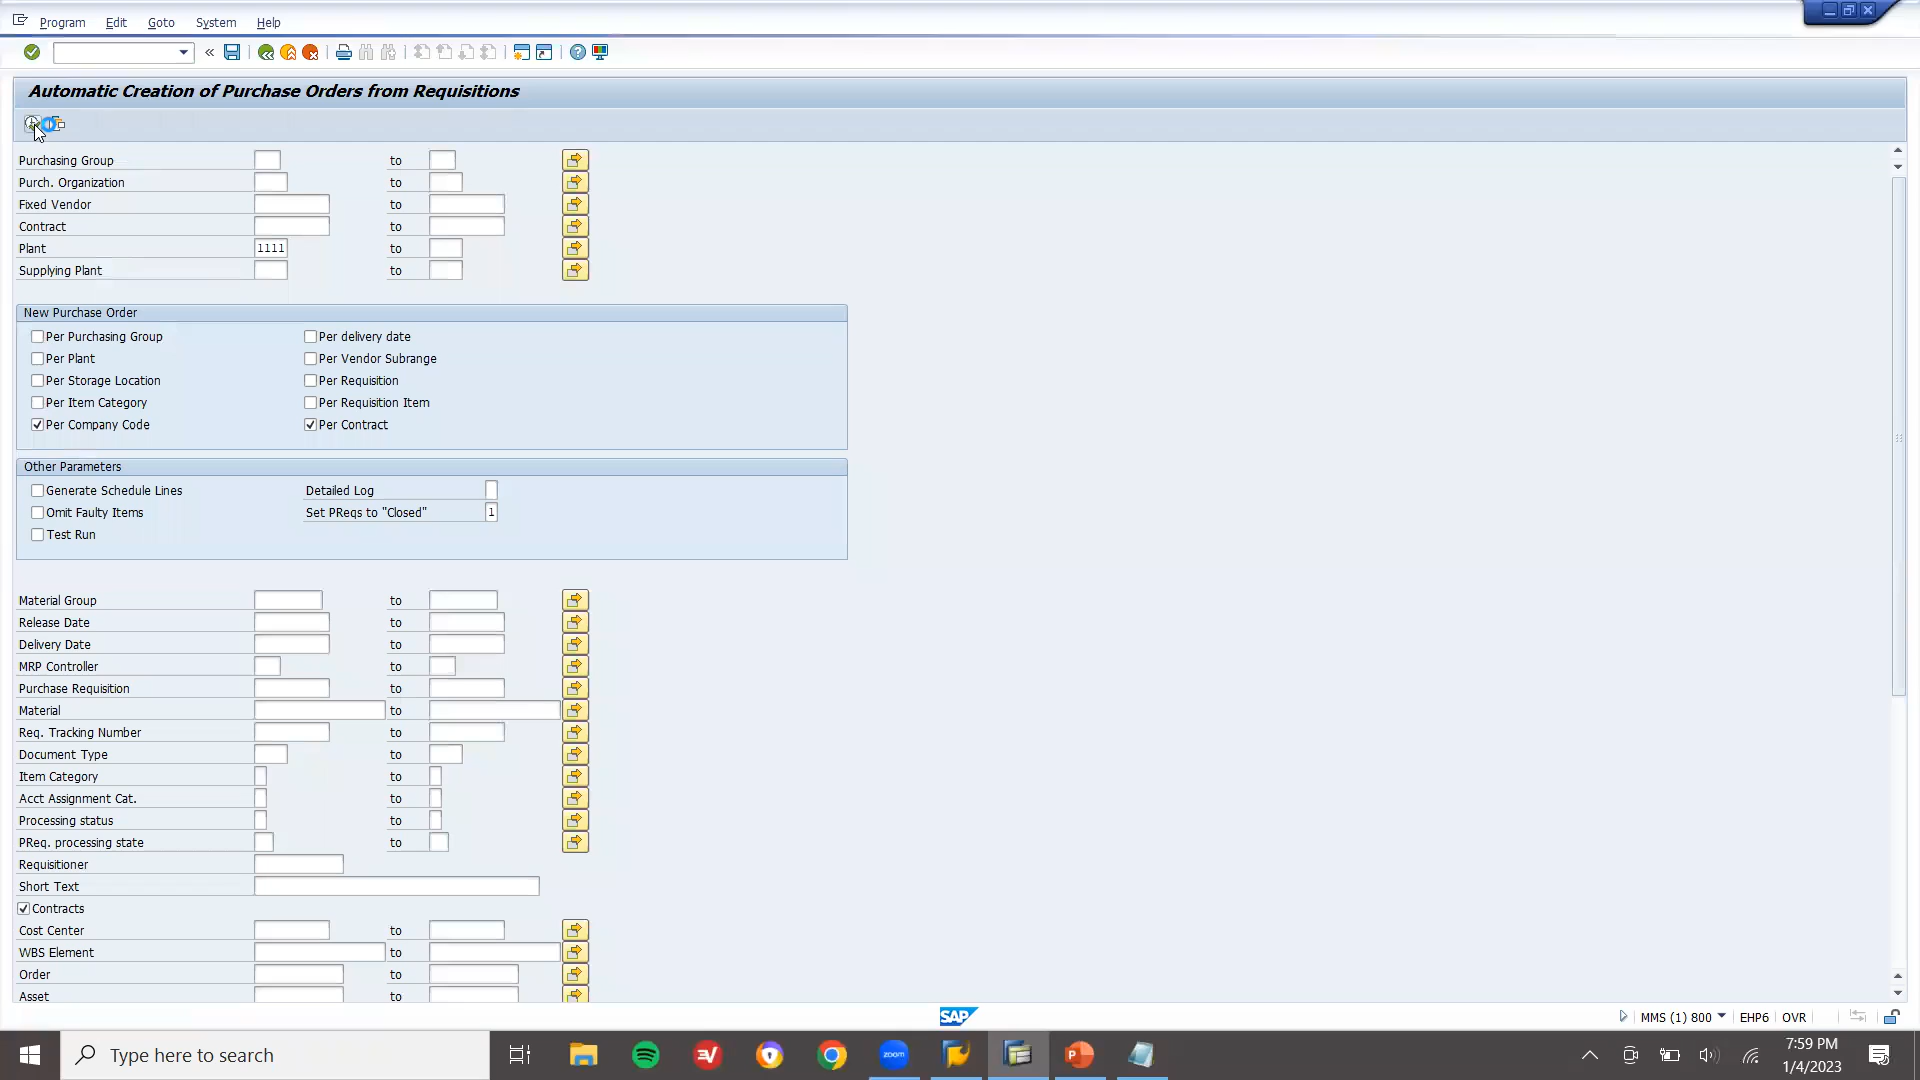 Program Edit Goto System Help
«
Automatic Creation of Purchase Orders from Requisitions
Purchasing Group to
Purch. Organization to
Fixed Vendor to
Contract to
Plant 1111 to
Supplying Plant to
New Purchase Order
Per Purchasing Group Per delivery date
Per Plant Per Vendor Subrange
Per Storage Location Per Requisition
Per Item Category Per Requisition Item
Per Company Code Per Contract
Other Parameters
Generate Schedule Lines Detailed Log
Omit Faulty Items Set PReqs to "Closed" 1
Test Run
Material Group to
Release Date to
Delivery Date to
MRP Controller to
Purchase Requisition to
Material to
Req. Tracking Number to
Document Type to
Item Category to
Acct Assignment Cat. to
Processing status to
PReq. processing state to
Requisitioner
Short Text
Contracts
Cost Center to
WBS Element to
Order to
Asset to
SAP MMS (1) 800 EHP6 OVR
Type here to search zoom 7:59 PM
1/4/2023